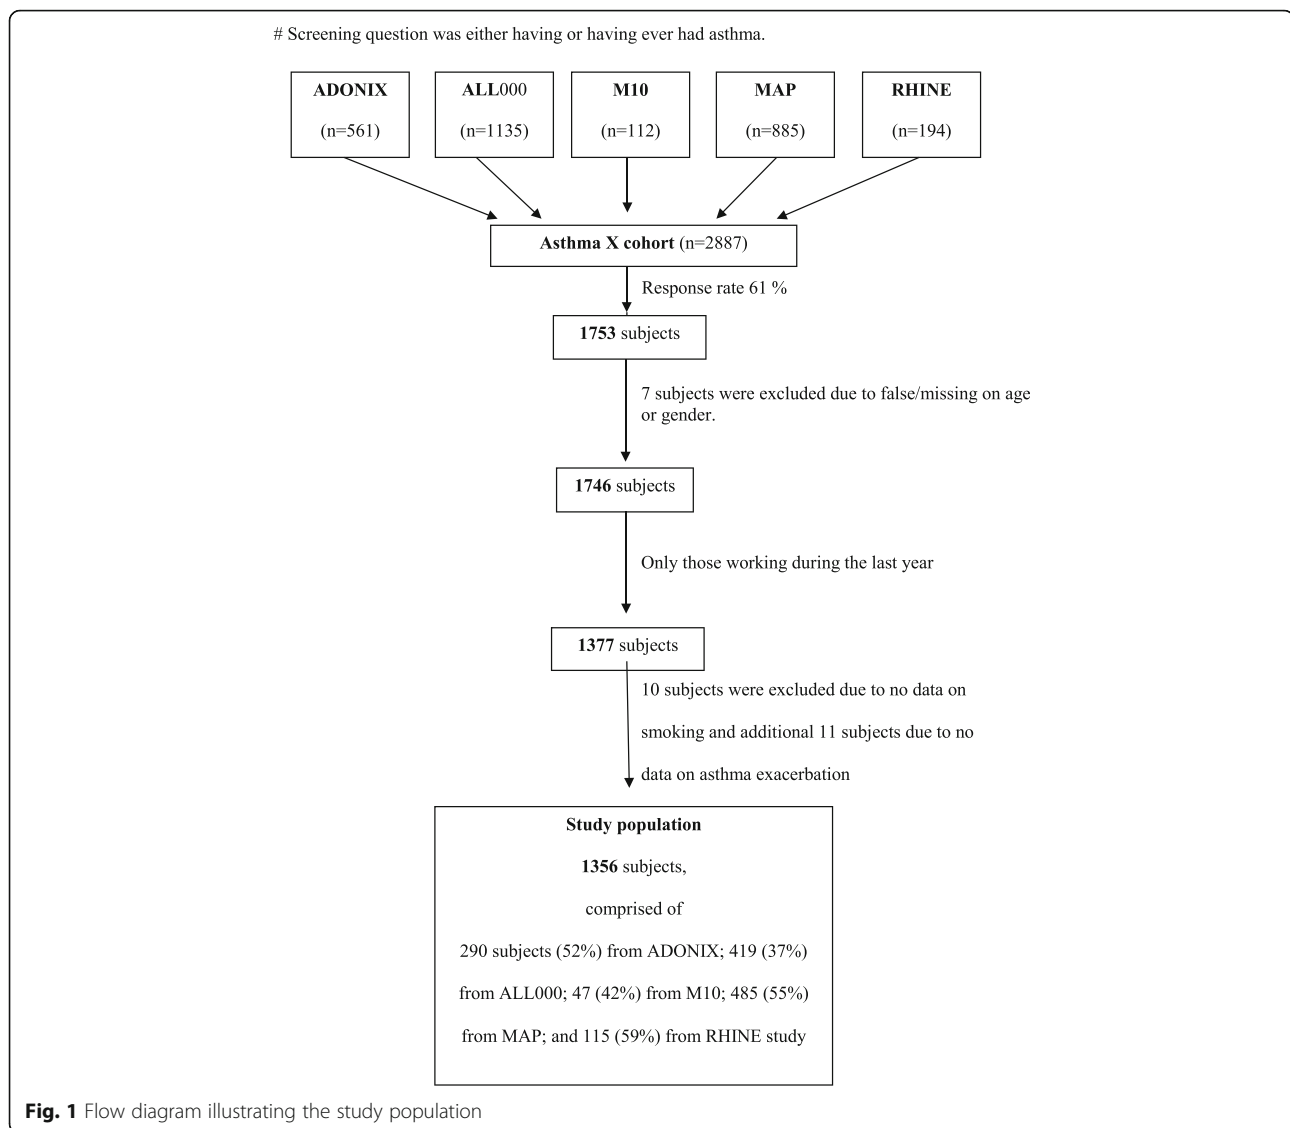 # Screening question was either having or having ever had asthma.
ADONIX
(n=561)
ALL000
(n=1135)
M10
(n=112)
MAP
(n=885)
RHINE
(n=194)
Asthma X cohort (n=2887)
Response rate 61 %
1753 subjects
7 subjects were excluded due to false/missing on age
or gender.
1746 subjects
Only those working during the last year
1377 subjects
10 subjects were excluded due to no data on
smoking and additional 11 subjects due to no
data on asthma exacerbation
Study population
1356 subjects,
comprised of
290 subjects (52%) from ADONIX; 419 (37%)
from ALL000; 47 (42%) from M10; 485 (55%)
from MAP; and 115 (59%) from RHINE study
Fig. 1 Flow diagram illustrating the study population